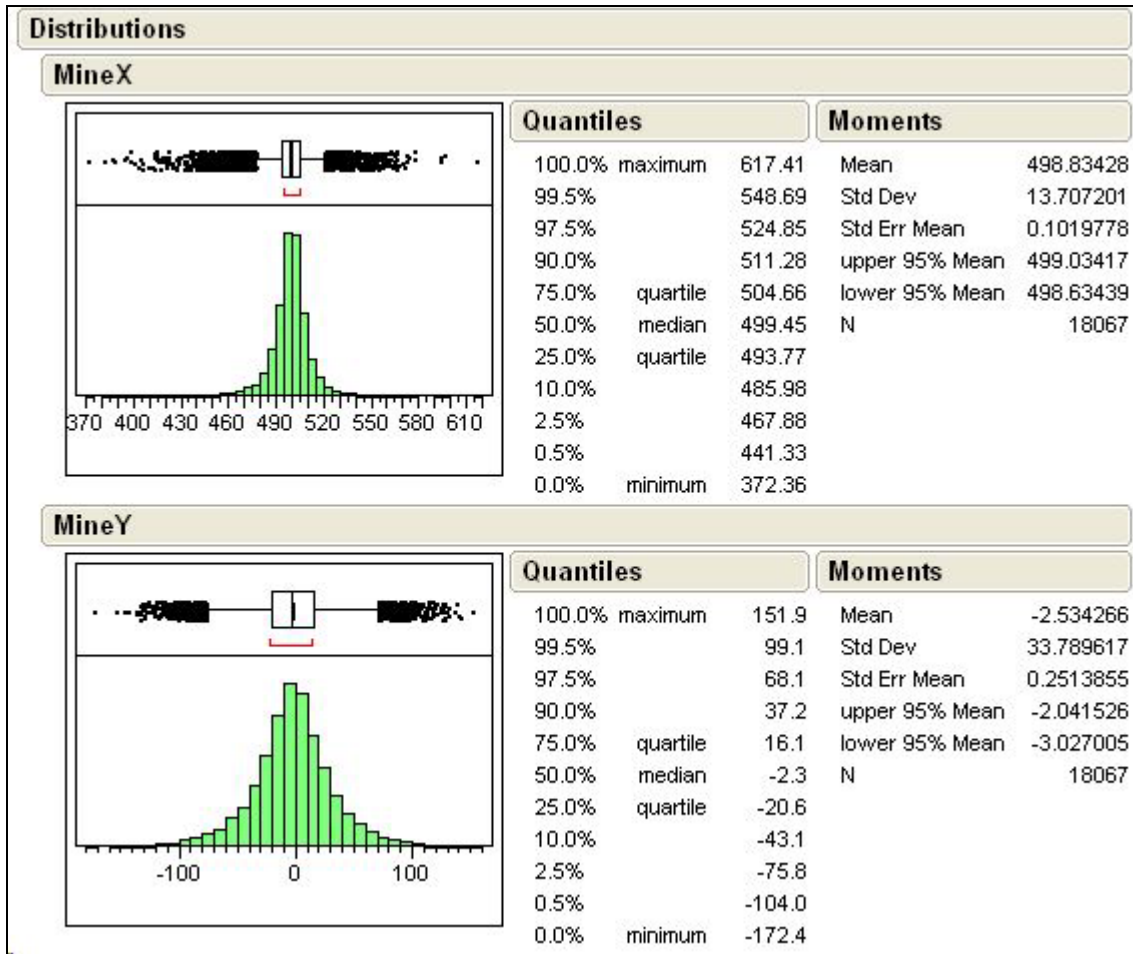 Distributions
MineX
Quantiles
100.0% maximum 617.41
99.5% 548.69
97.5% 524.85
90.0% 511.28
75.0% quartile 504.66
50.0% median 499.45
25.0% quartile 493.77
10.0% 485.98
2.5% 467.88
0.5% 441.33
0.0% minimum 372.36
Moments
Mean 498.83428
Std Dev 13.707201
Std Err Mean 0.1019778
upper 95% Mean 499.03417
lower 95% Mean 498.63439
N 18067
370 400 430 460 490 520 550 580 610
MineY
Quantiles
100.0% maximum 151.9
99.5% 99.1
97.5% 68.1
90.0% 37.2
75.0% quartile 16.1
50.0% median -2.3
25.0% quartile -20.6
10.0% -43.1
2.5% -75.8
0.5% -104.0
0.0% minimum -172.4
Moments
Mean -2.534266
Std Dev 33.789617
Std Err Mean 0.2513855
upper 95% Mean -2.041526
lower 95% Mean -3.027005
N 18067
-100 0 100